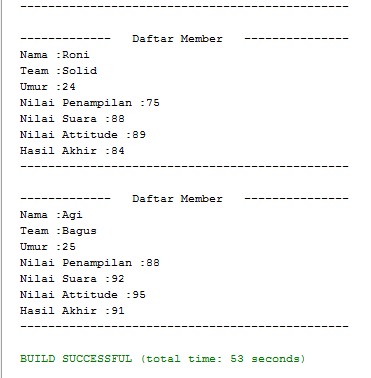 -----------------------------------------------
-------------   Daftar Member   ---------------
Nama :Roni
Team :Solid
Umur :24
Nilai Penampilan :75
Nilai Suara :88
Nilai Attitude :89
Hasil Akhir :84
-----------------------------------------------
-------------   Daftar Member   ---------------
Nama :Agi
Team :Bagus
Umur :25
Nilai Penampilan :88
Nilai Suara :92
Nilai Attitude :95
Hasil Akhir :91
-----------------------------------------------
BUILD SUCCESSFUL (total time: 53 seconds)